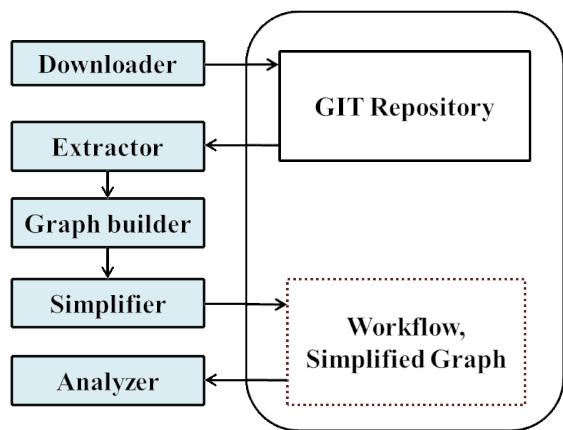 Downloader
GIT Repository
Extractor
Graph builder
Simplifier
Workflow,
Simplified Graph
Analyzer